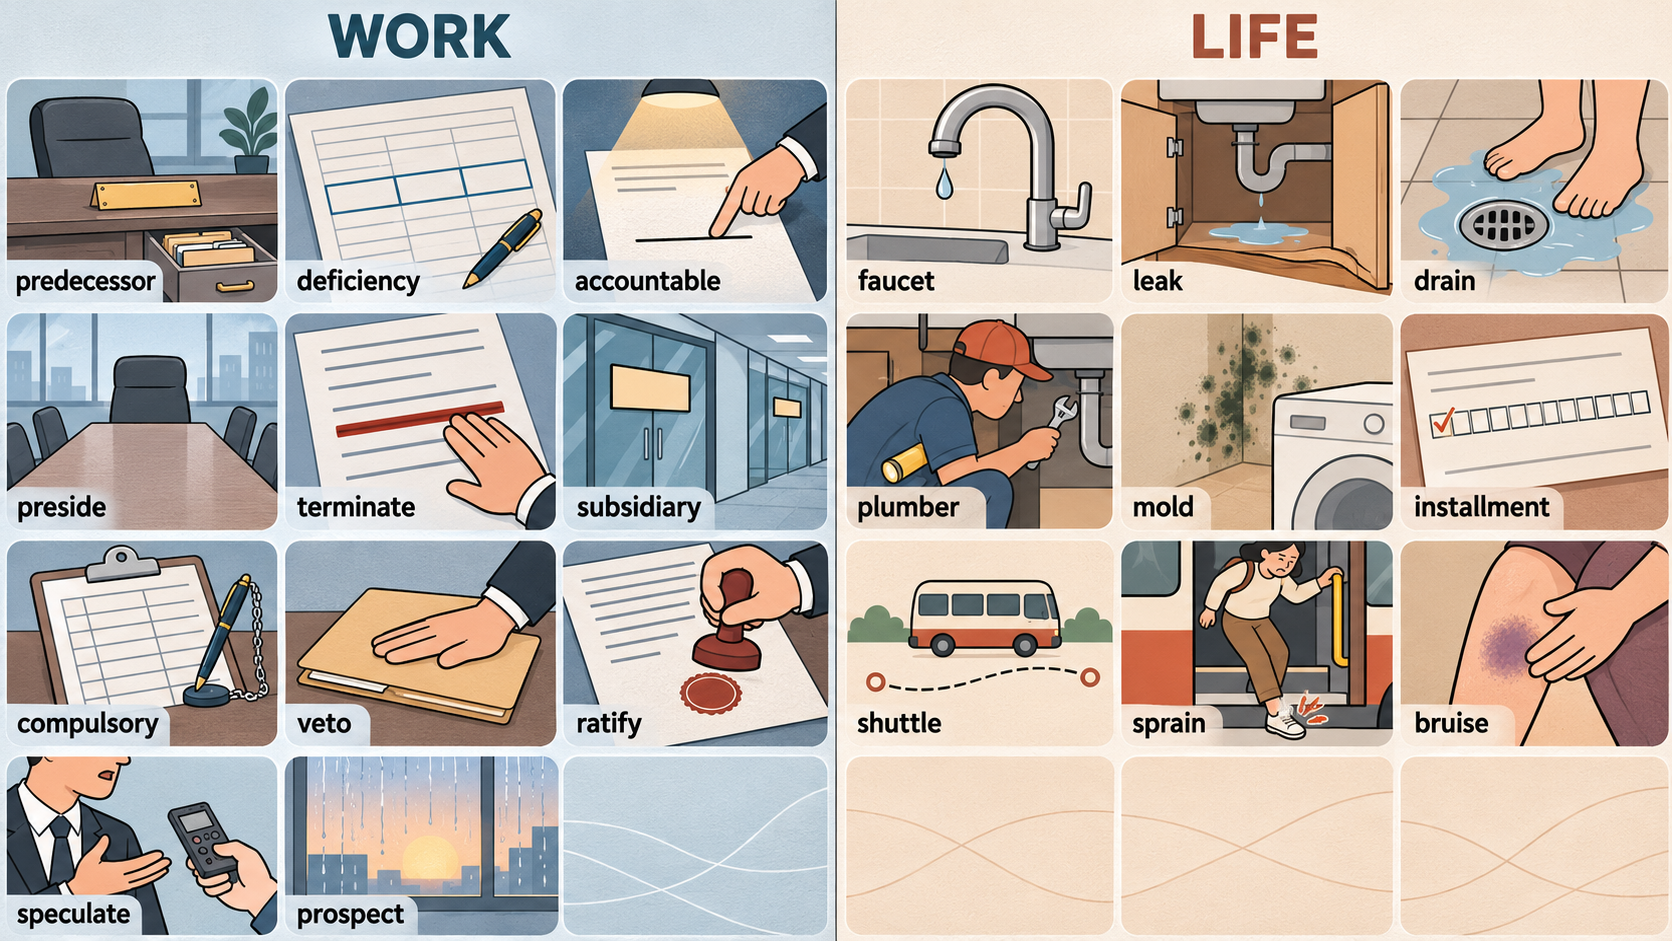 WORK
predecessor
deficiency
accountable
preside
terminate
subsidiary
compulsory
veto
ratify
speculate
prospect
LIFE
faucet
leak
drain
plumber
mold
installment
shuttle
sprain
bruise